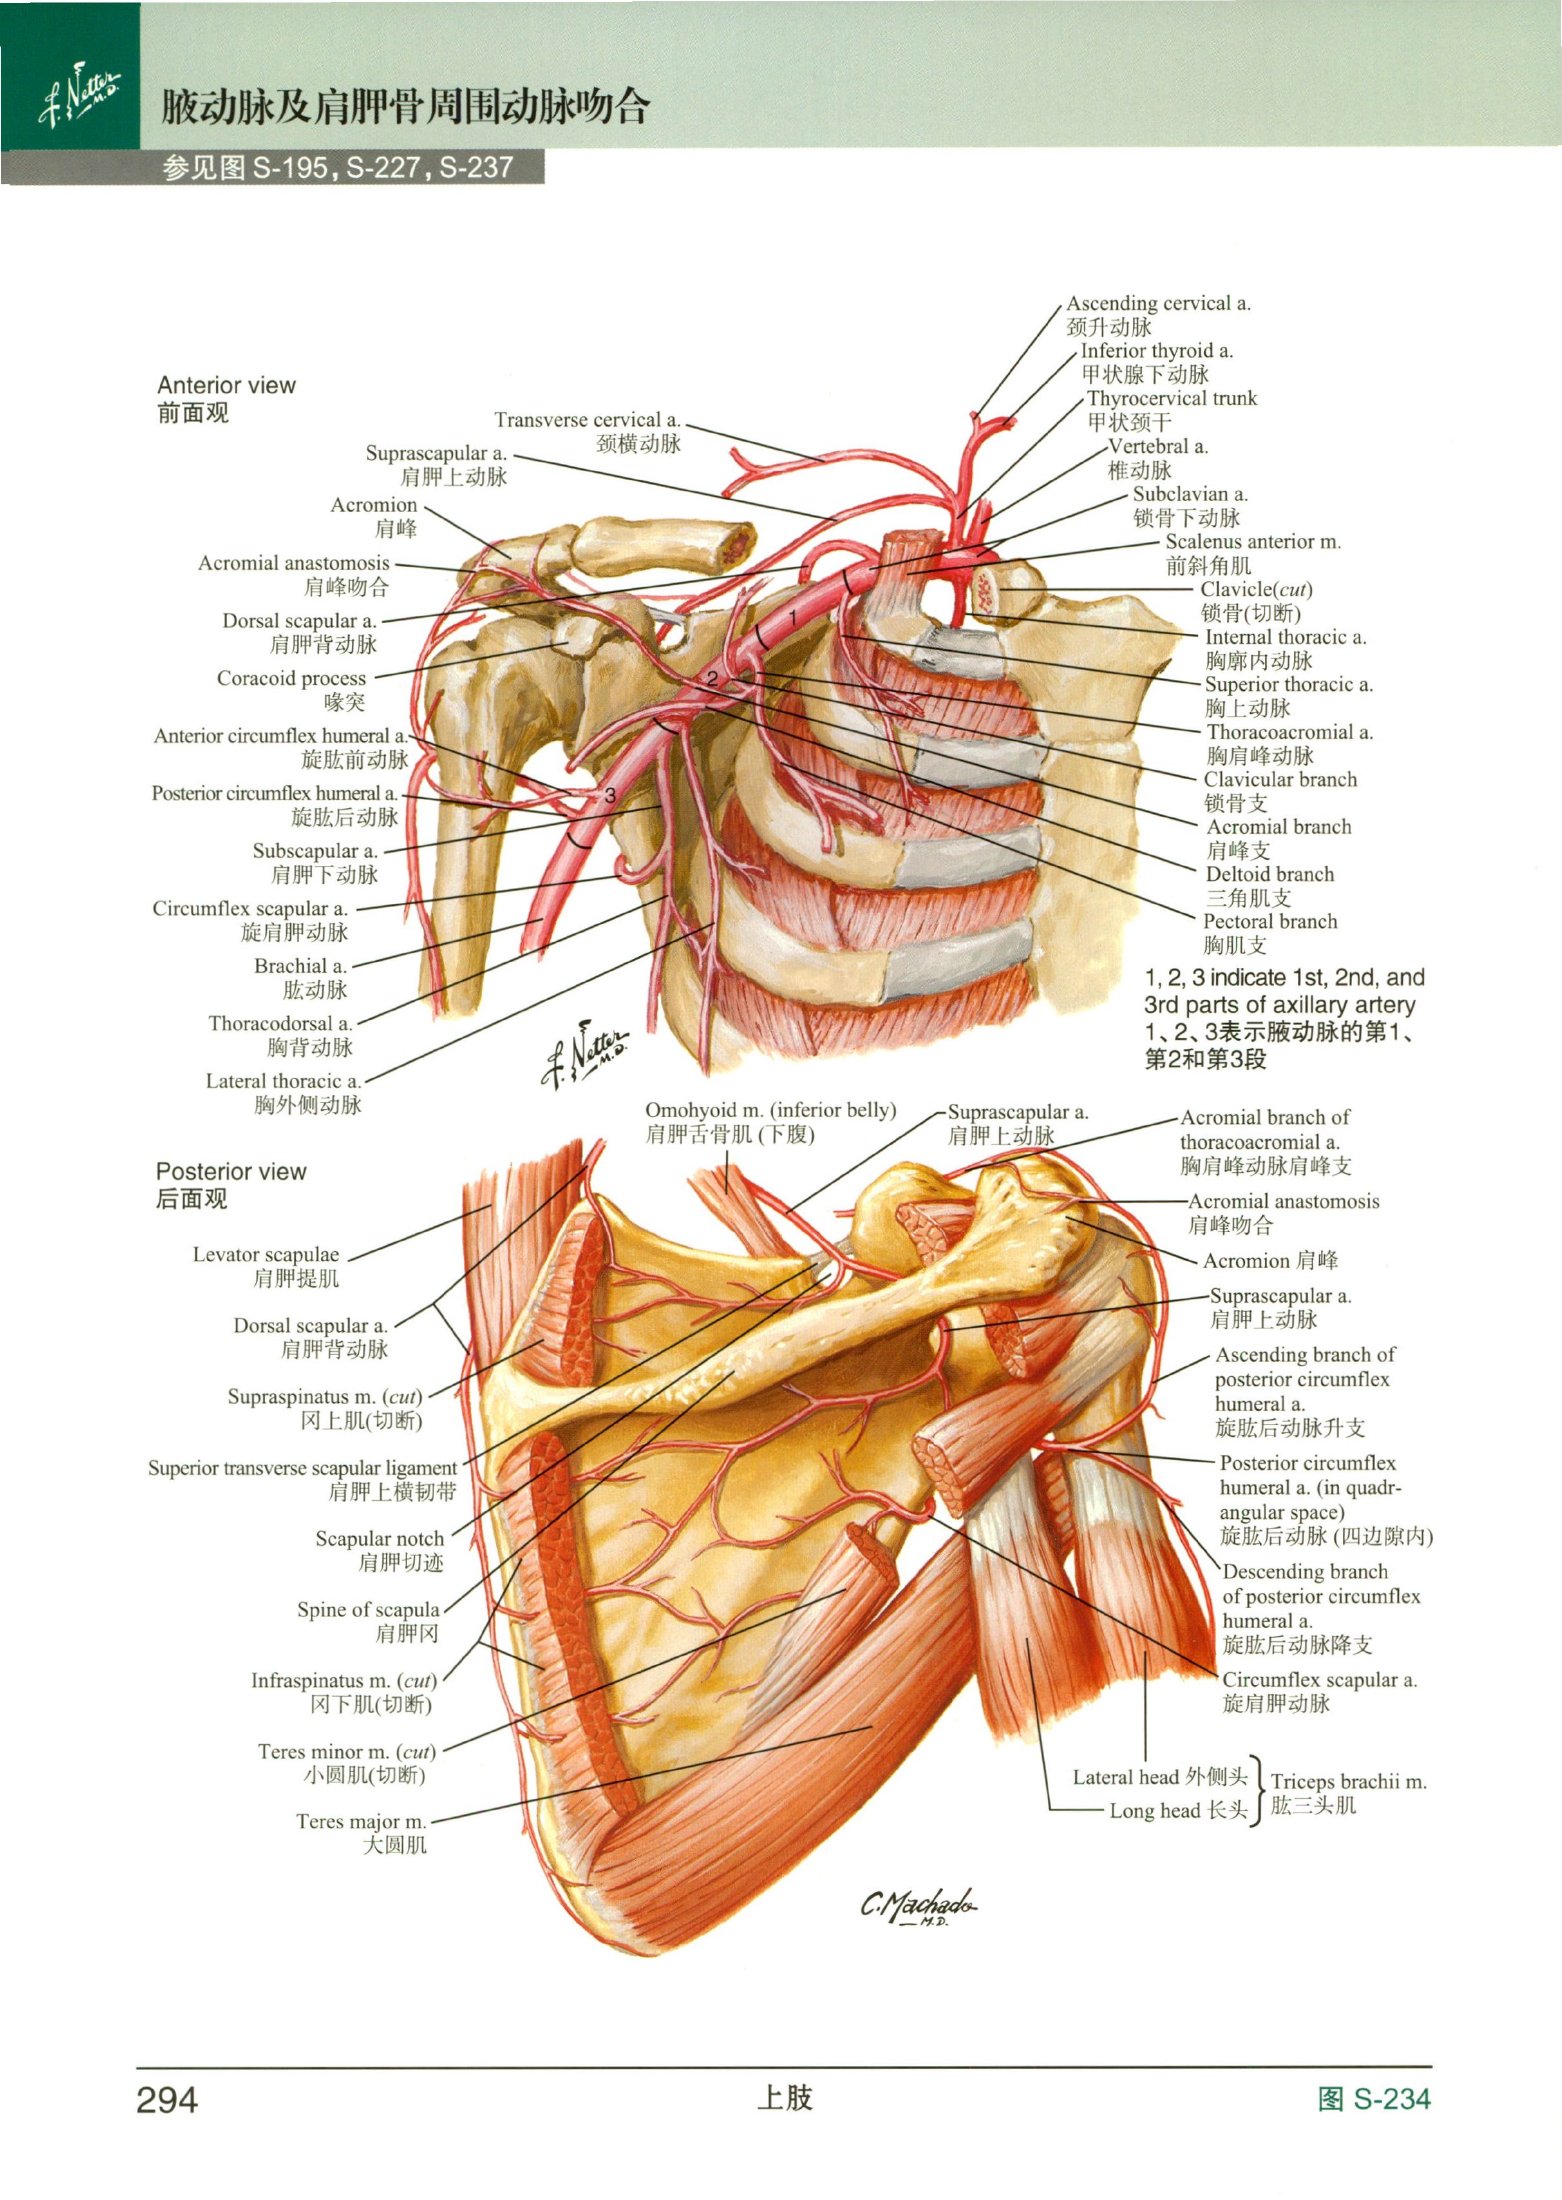 F. Netter M.D.
腋动脉及肩胛骨周围动脉吻合
参见图 S-195, S-227, S-237
Anterior view
前面观
Transverse cervical a.
颈横动脉
Suprascapular a.
肩胛上动脉
Acromion
肩峰
Acromial anastomosis
肩峰吻合
Dorsal scapular a.
肩胛背动脉
Coracoid process
喙突
Anterior circumflex humeral a.
旋肱前动脉
Posterior circumflex humeral a.
旋肱后动脉
Subscapular a.
肩胛下动脉
Circumflex scapular a.
旋肩胛动脉
Brachial a.
肱动脉
Thoracodorsal a.
胸背动脉
Lateral thoracic a.
胸外侧动脉
Ascending cervical a.
颈升动脉
Inferior thyroid a.
甲状腺下动脉
Thyrocervical trunk
甲状颈干
Vertebral a.
椎动脉
Subclavian a.
锁骨下动脉
Scalenus anterior m.
前斜角肌
Clavicle(cut)
锁骨(切断)
Internal thoracic a.
胸廓内动脉
Superior thoracic a.
胸上动脉
Thoracoacromial a.
胸肩峰动脉
Clavicular branch
锁骨支
Acromial branch
肩峰支
Deltoid branch
三角肌支
Pectoral branch
胸肌支
1
2
3
1, 2, 3 indicate 1st, 2nd, and
3rd parts of axillary artery
1、2、3表示腋动脉的第1、
第2和第3段
F. Netter M.D.
Posterior view
后面观
Omohyoid m. (inferior belly)
肩胛舌骨肌 (下腹)
Suprascapular a.
肩胛上动脉
Levator scapulae
肩胛提肌
Dorsal scapular a.
肩胛背动脉
Supraspinatus m. (cut)
冈上肌(切断)
Superior transverse scapular ligament
肩胛上横韧带
Scapular notch
肩胛切迹
Spine of scapula
肩胛冈
Infraspinatus m. (cut)
冈下肌(切断)
Teres minor m. (cut)
小圆肌(切断)
Teres major m.
大圆肌
Acromial branch of
thoracoacromial a.
胸肩峰动脉肩峰支
Acromial anastomosis
肩峰吻合
Acromion 肩峰
Suprascapular a.
肩胛上动脉
Ascending branch of
posterior circumflex
humeral a.
旋肱后动脉升支
Posterior circumflex
humeral a. (in quadr-
angular space)
旋肱后动脉 (四边隙内)
Descending branch
of posterior circumflex
humeral a.
旋肱后动脉降支
Circumflex scapular a.
旋肩胛动脉
Lateral head 外侧头
Long head 长头
Triceps brachii m.
肱三头肌
C.Machado
M.D.
294
上肢
图 S-234